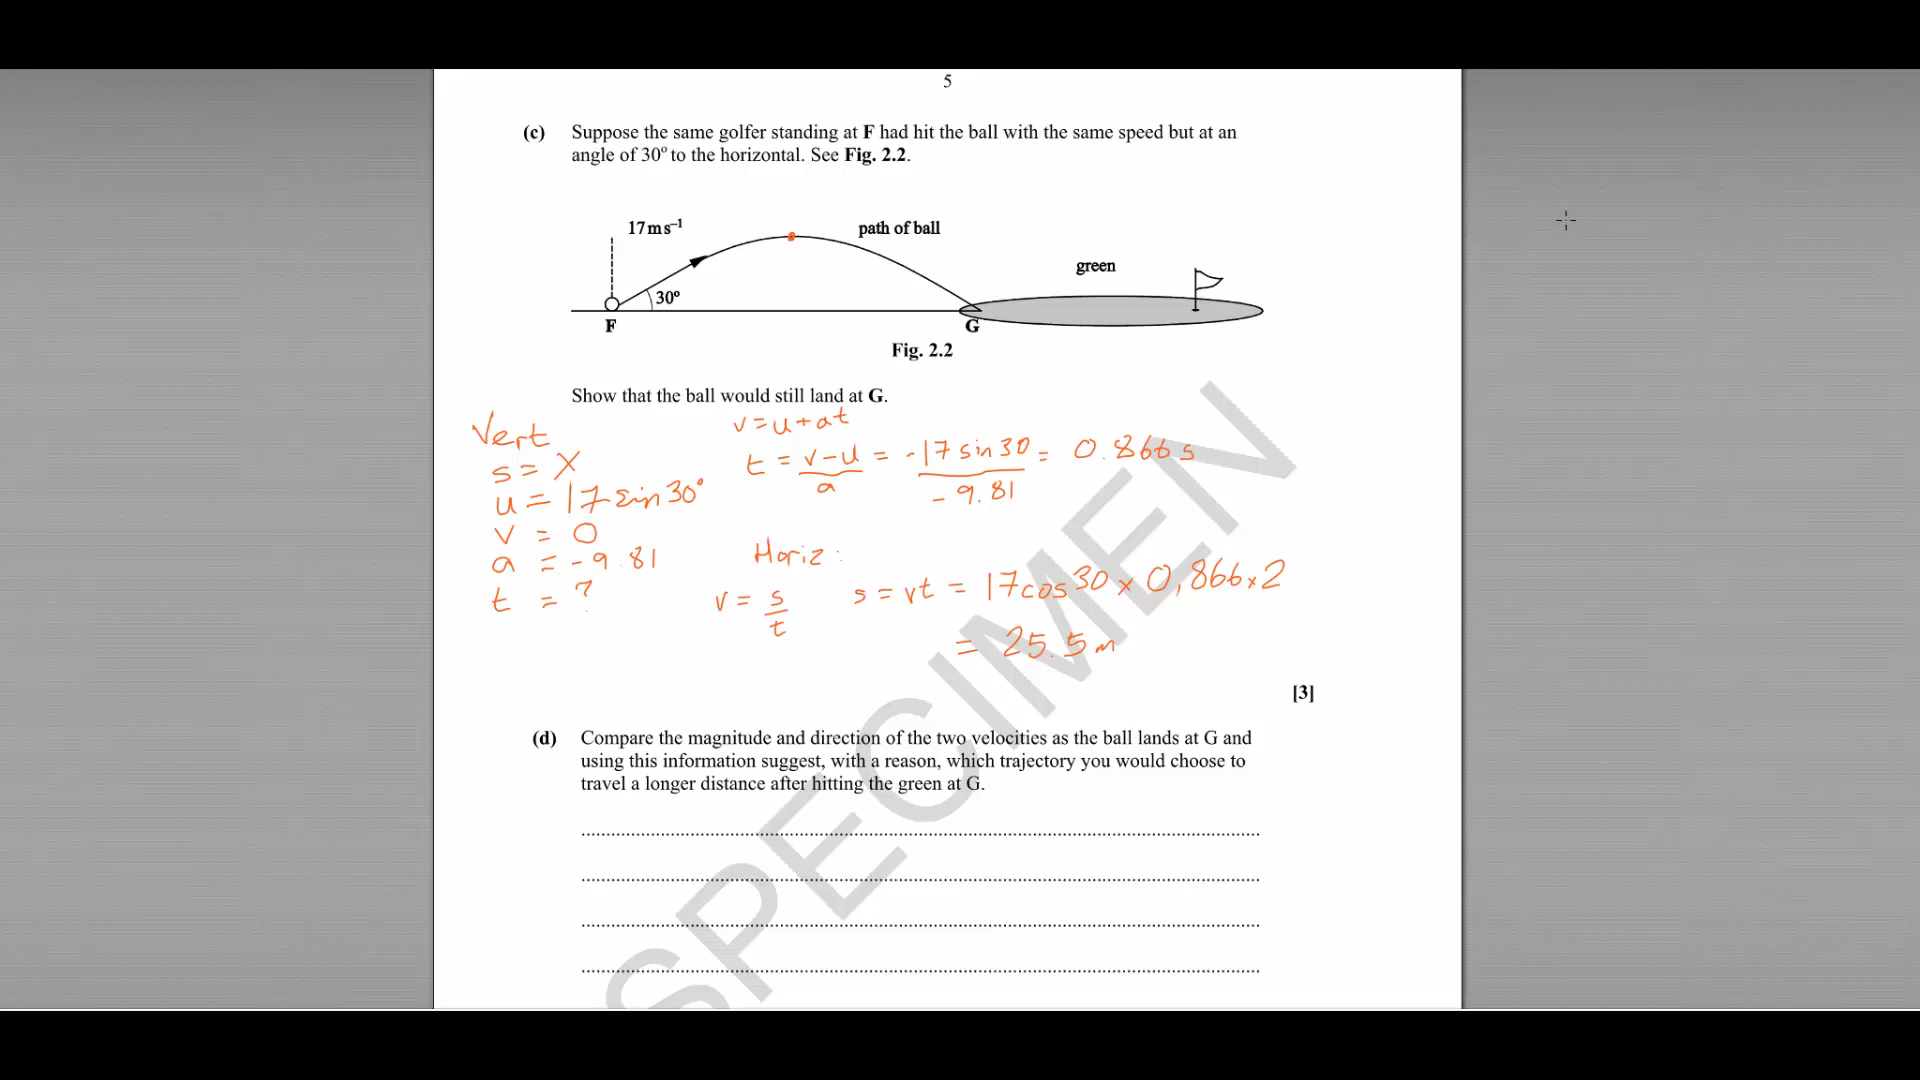 5
(c) Suppose the same golfer standing at F had hit the ball with the same speed but at an
angle of 30º to the horizontal. See Fig. 2.2.
17 m s⁻¹
path of ball
green
30º
F
G
Fig. 2.2
Show that the ball would still land at G.
Vert
s = X
u = 17 sin 30°
v = 0
a = -9.81
t = ?
v = u + at
t = v-u/a = -17 sin 30/-9.81 = 0.866 s
Horiz :
v = s/t
s = vt = 17 cos 30 x 0,866 x 2
= 25.5 m
[3]
(d) Compare the magnitude and direction of the two velocities as the ball lands at G and
using this information suggest, with a reason, which trajectory you would choose to
travel a longer distance after hitting the green at G.
SPECIMEN